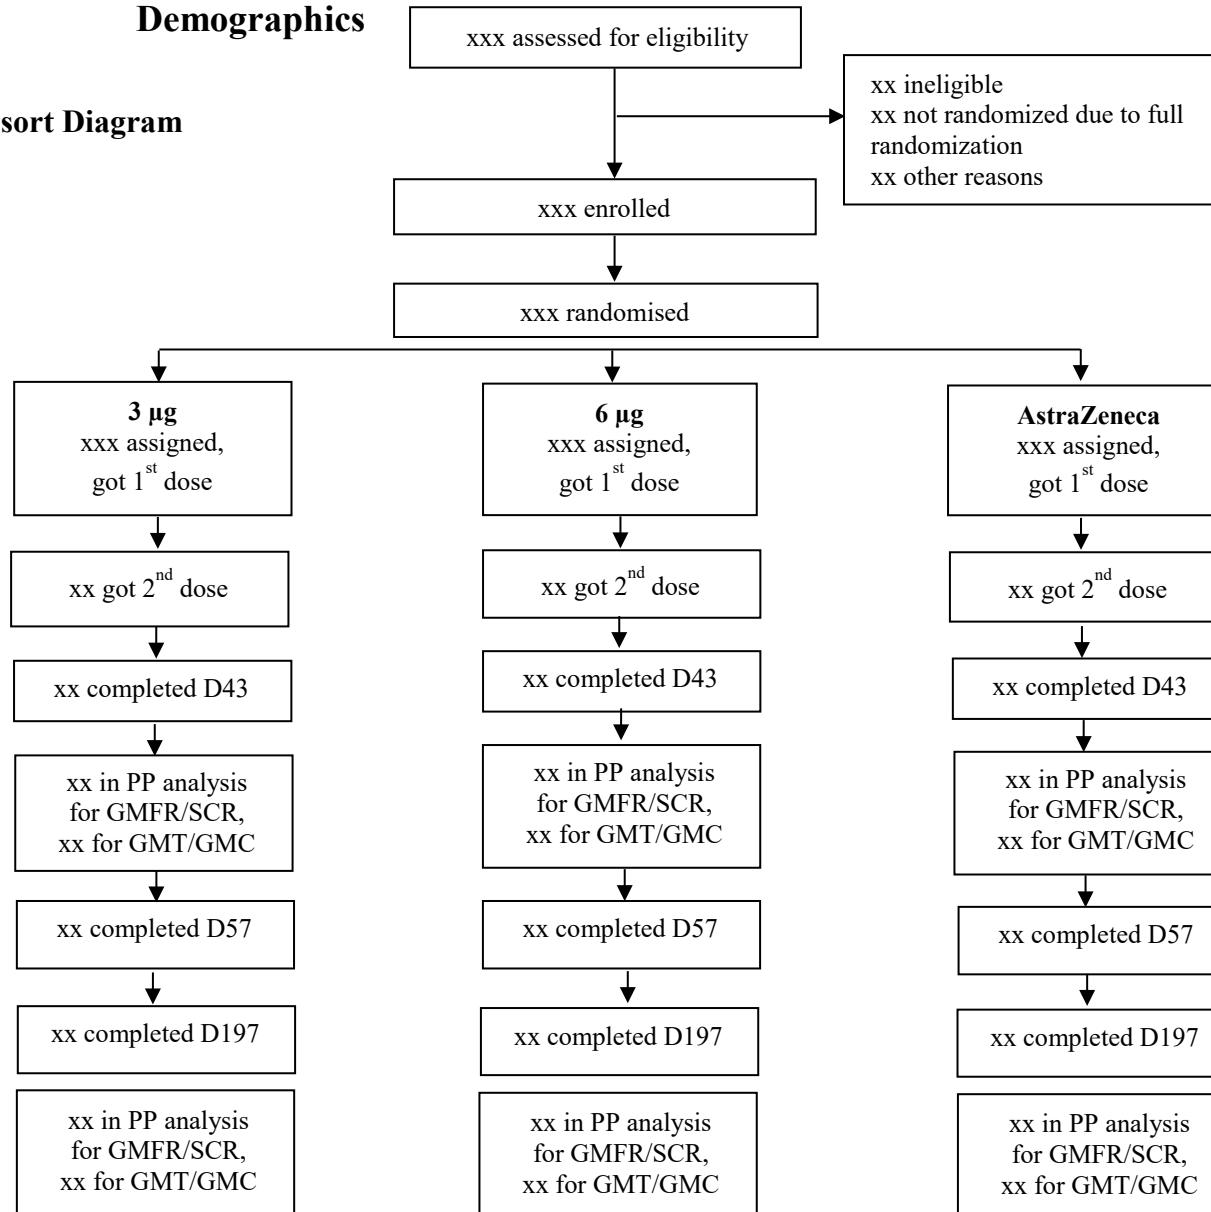 Demographics
xxx assessed for eligibility
sort Diagram
xx ineligible
xx not randomized due to full
randomization
xx other reasons
xxx enrolled
xxx randomised
3 µg
xxx assigned,
got 1st dose
6 µg
xxx assigned,
got 1st dose
AstraZeneca
xxx assigned,
got 1st dose
xx got 2nd dose
xx got 2nd dose
xx got 2nd dose
xx completed D43
xx completed D43
xx completed D43
xx in PP analysis
for GMFR/SCR,
xx for GMT/GMC
xx in PP analysis
for GMFR/SCR,
xx for GMT/GMC
xx in PP analysis
for GMFR/SCR,
xx for GMT/GMC
xx completed D57
xx completed D57
xx completed D57
xx completed D197
xx completed D197
xx completed D197
xx in PP analysis
for GMFR/SCR,
xx for GMT/GMC
xx in PP analysis
for GMFR/SCR,
xx for GMT/GMC
xx in PP analysis
for GMFR/SCR,
xx for GMT/GMC